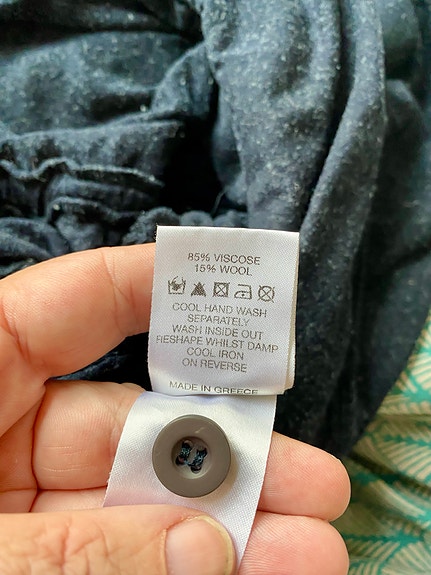 85% VISCOSE
15% WOOL
COOL HAND WASH
SEPARATELY
WASH INSIDE OUT
RESHAPE WHILST DAMP
COOL IRON
ON REVERSE
MADE IN GREECE